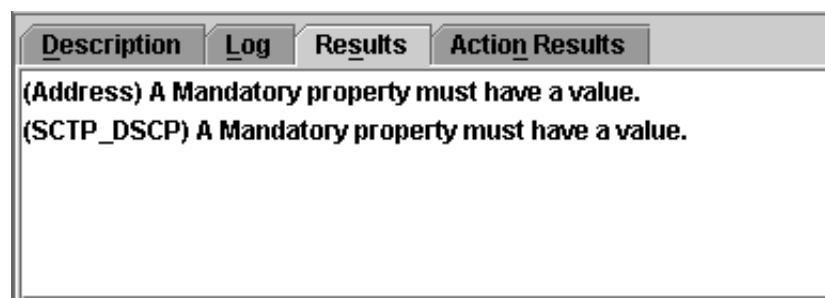 Description Log Results Action Results
(Address) A Mandatory property must have a value.
(SCTP_DSCP) A Mandatory property must have a value.